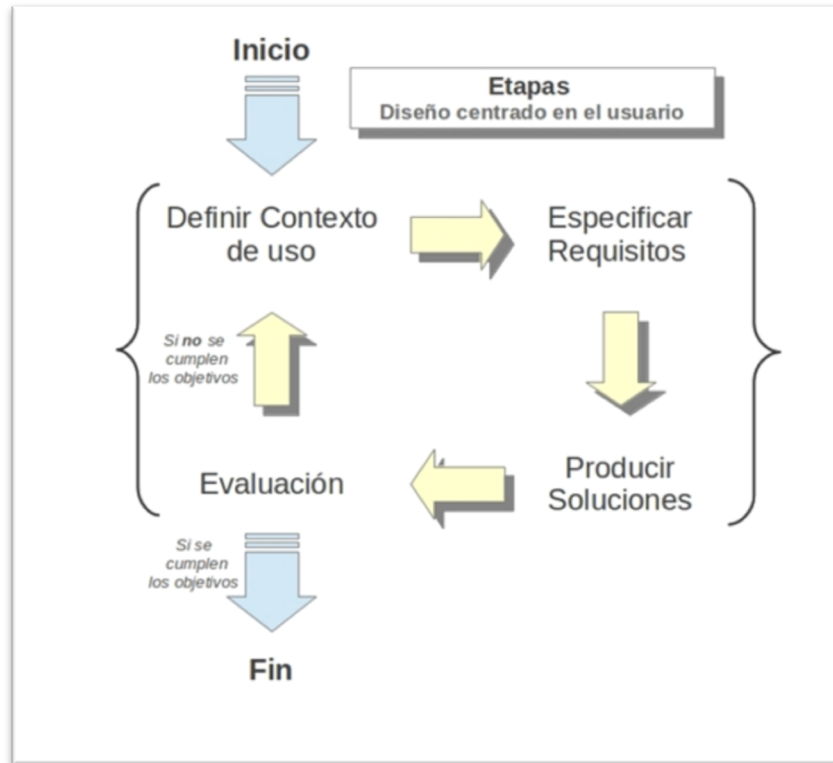 Inicio
Etapas
Diseño centrado en el usuario
Definir Contexto
de uso
Especificar
Requisitos
Si no se
cumplen
los objetivos
Evaluación
Producir
Soluciones
Si se
cumplen
los objetivos
Fin